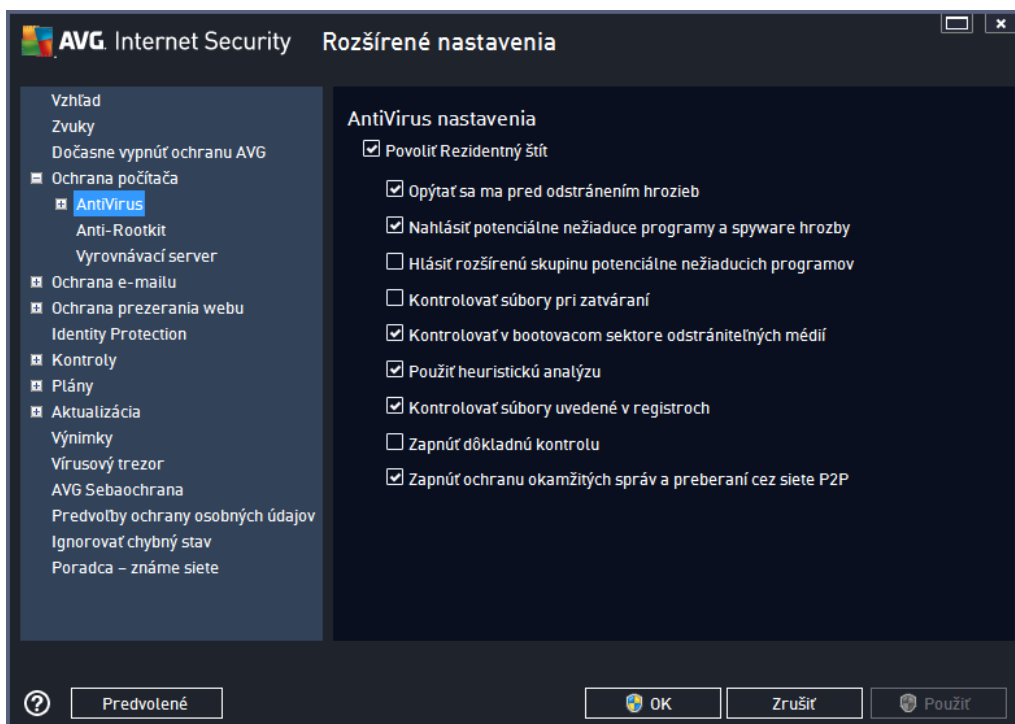 AVG. Internet Security Rozšírené nastavenia
Vzhľad
Zvuky
Dočasne vypnúť ochranu AVG
Ochrana počítača
AntiVirus
Anti-Rootkit
Vyrovnávací server
Ochrana e-mailu
Ochrana prezerania webu
Identity Protection
Kontroly
Plány
Aktualizácia
Výnimky
Vírusový trezor
AVG Sebaochrana
Predvoľby ochrany osobných údajov
Ignorovať chybný stav
Poradca – známe siete
AntiVirus nastavenia
Povoliť Rezidentný štít
Opýtať sa ma pred odstránením hrozieb
Nahlásiť potenciálne nežiaduce programy a spyware hrozby
Hlásiť rozšírenú skupinu potenciálne nežiaducich programov
Kontrolovať súbory pri zatváraní
Kontrolovať v bootovacom sektore odstrániteľných médií
Použiť heuristickú analýzu
Kontrolovať súbory uvedené v registroch
Zapnúť dôkladnú kontrolu
Zapnúť ochranu okamžitých správ a preberaní cez siete P2P
Predvolené
OK
Zrušiť
Použiť